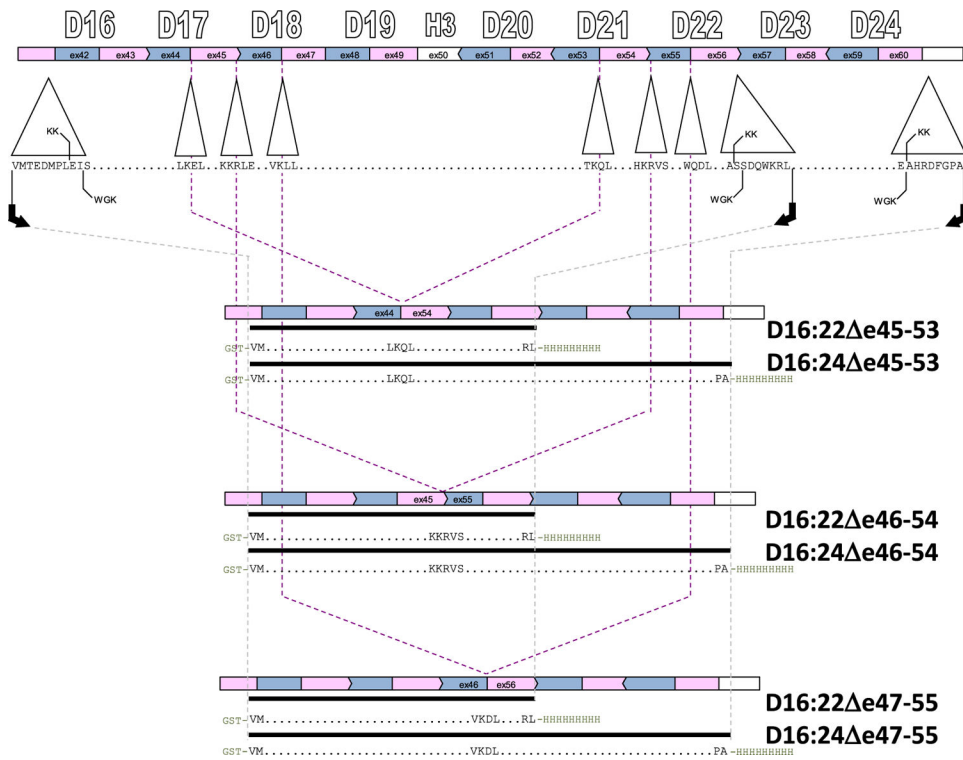 D16 D17 D18 D19 H3 D20 D21 D22 D23 D24
ex42 ex43 ex44 ex45 ex46 ex47 ex48 ex49 ex50 ex51 ex52 ex53 ex54 ex55 ex56 ex57 ex58 ex59 ex60
KK KK KK
VMTEDMPLEIS................LKEL..KKRLE..VKLL.............................................TKQL...HKRVS..WQDL..ASSDQWKRL...............EAHRDFGPA
WGK WGK WGK
ex44 ex54
D16:22Δe45-53
GST-VM..................LKQL................RL-HHHHHHHHH
D16:24Δe45-53
GST-VM..................LKQL............................................PA-HHHHHHHHH
ex45 ex55
D16:22Δe46-54
GST-VM........................KKRVS.........RL-HHHHHHHHH
D16:24Δe46-54
GST-VM........................KKRVS.....................................PA-HHHHHHHHH
ex46 ex56
D16:22Δe47-55
GST-VM..............................VKDL....RL-HHHHHHHHH
D16:24Δe47-55
GST-VM..............................VKDL................................PA-HHHHHHHHH